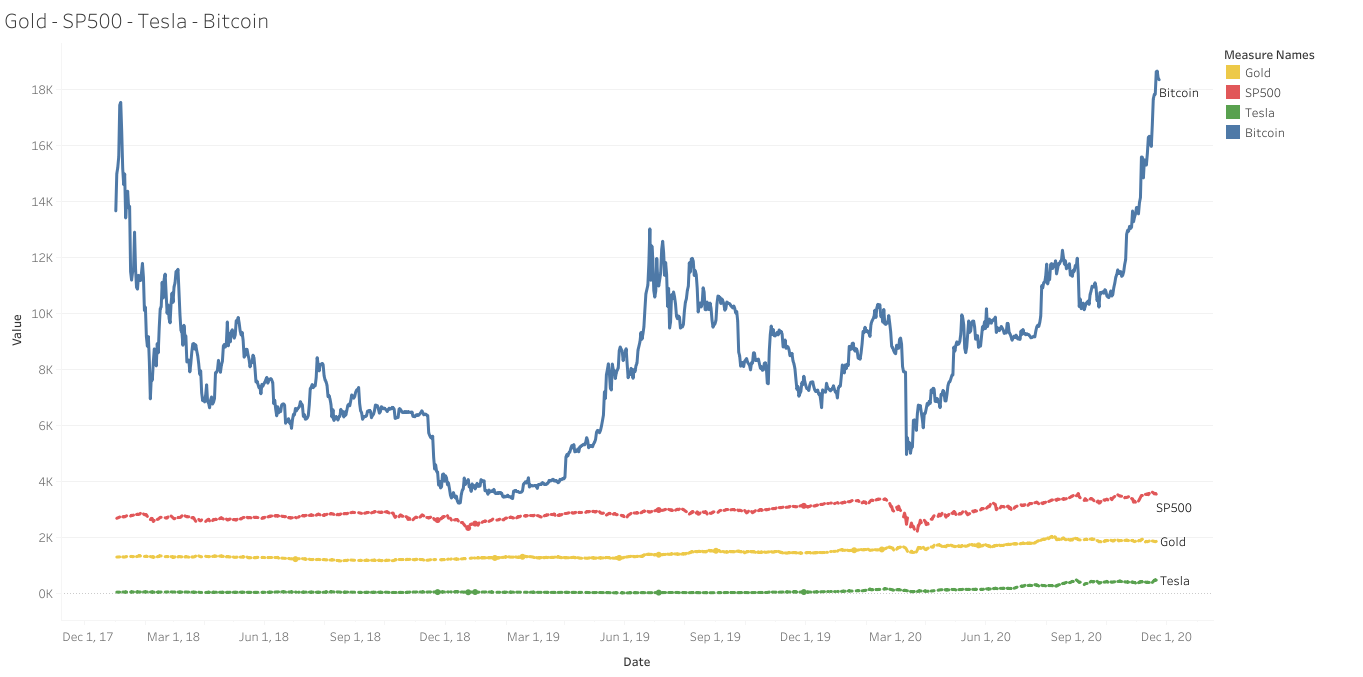 Gold - SP500 - Tesla - Bitcoin
Measure Names
Gold
SP500
Tesla
Bitcoin
18K
16K
14K
12K
10K
8K
6K
4K
2K
0K
Value
Bitcoin
SP500
Gold
Tesla
Dec 1, 17 Mar 1, 18 Jun 1, 18 Sep 1, 18 Dec 1, 18 Mar 1, 19 Jun 1, 19 Sep 1, 19 Dec 1, 19 Mar 1, 20 Jun 1, 20 Sep 1, 20 Dec 1, 20
Date